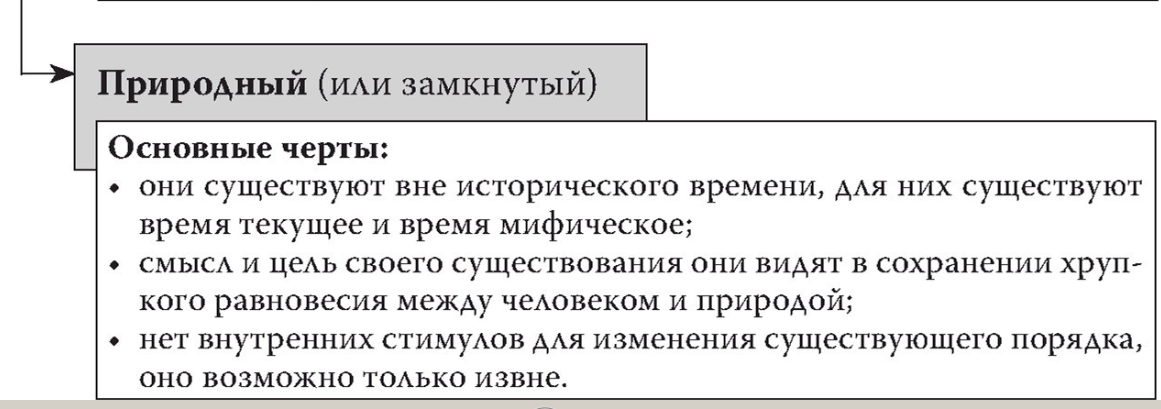 Природный (или замкнутый)
Основные черты:
• они существуют вне исторического времени, для них существуют
время текущее и время мифическое;
• смысл и цель своего существования они видят в сохранении хруп-
кого равновесия между человеком и природой;
• нет внутренних стимулов для изменения существующего порядка,
оно возможно только извне.